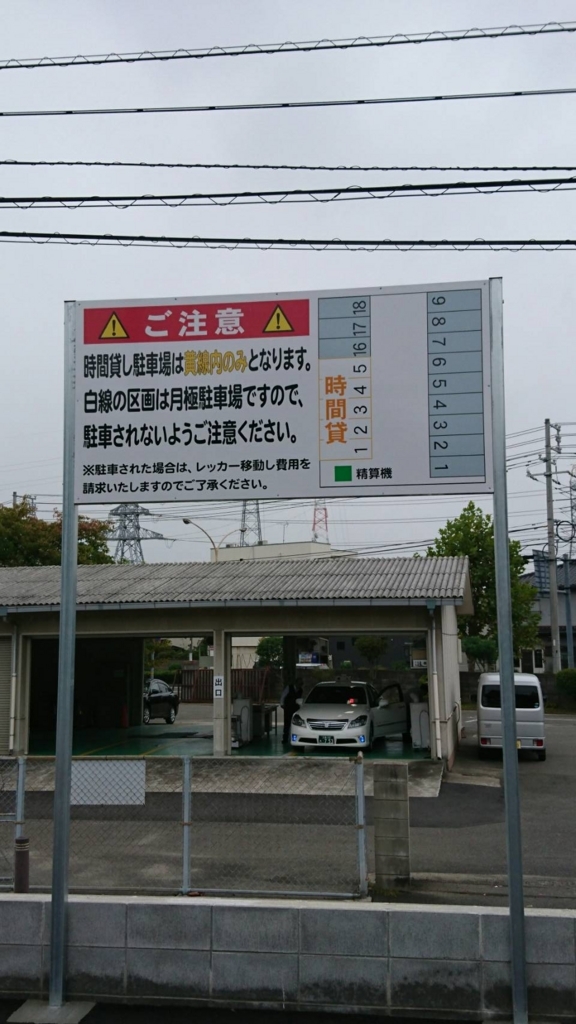 ご注意
時間貸し駐車場は黄線内のみとなります。
白線の区画は月極駐車場ですので、
駐車されないようご注意ください。
※駐車された場合は、レッカー移動し費用を
請求いたしますのでご了承ください。
18
17
16
5
4
3
2
1
時間貸
精算機
9
8
7
6
5
4
3
2
1
出口